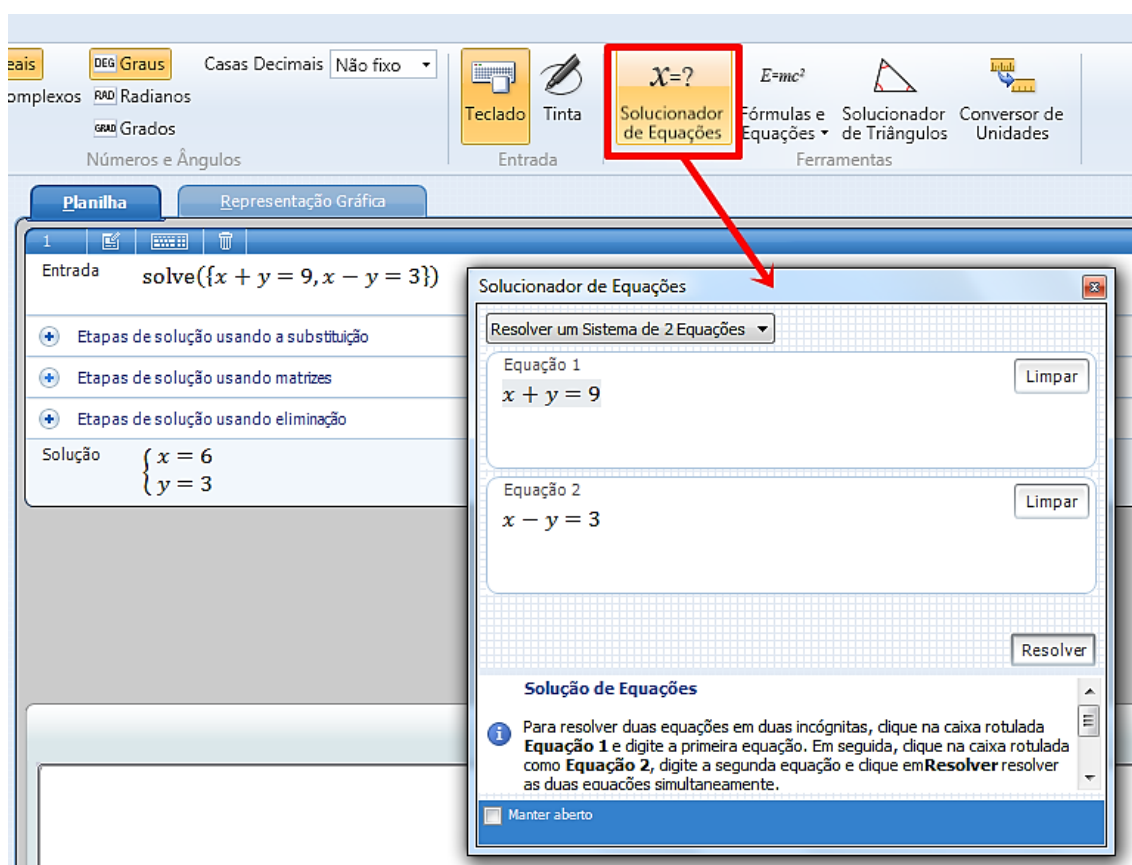 eais
DEG Graus
Casas Decimais Não fixo
omplexos
RAD Radianos
GRAD Grados
Números e Ângulos
Teclado
Tinta
Entrada
x=?
Solucionador
de Equações
E=mc²
Fórmulas e
Equações
Solucionador
de Triângulos
Conversor de
Unidades
Ferramentas
Planilha
Representação Gráfica
1
Entrada
solve({x + y = 9, x − y = 3})
Etapas de solução usando a substituição
Etapas de solução usando matrizes
Etapas de solução usando eliminação
Solução
x = 6
y = 3
Solucionador de Equações
Resolver um Sistema de 2 Equações
Equação 1
Limpar
x + y = 9
Equação 2
Limpar
x − y = 3
Resolver
Solução de Equações
Para resolver duas equações em duas incógnitas, clique na caixa rotulada
Equação 1 e digite a primeira equação. Em seguida, clique na caixa rotulada
como Equação 2, digite a segunda equação e clique em Resolver resolver
as duas equações simultaneamente.
Manter aberto